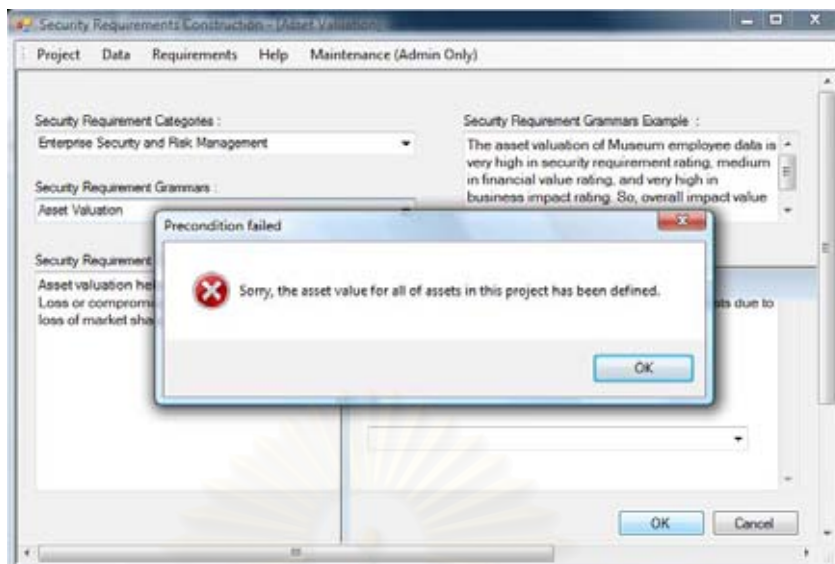 Security Requirements Construction - [Asset Valuation]
Project Data Requirements Help Maintenance (Admin Only)
Security Requirement Categories :
Enterprise Security and Risk Management
Security Requirement Grammars :
Asset Valuation
Security Requirement Grammars Example :
The asset valuation of Museum employee data is
very high in security requirement rating, medium
in financial value rating, and very high in
business impact rating. So, overall impact value
Security Requirement
Asset valuation he
Loss or comprom
loss of market sha
ts due to
Precondition failed
Sorry, the asset value for all of assets in this project has been defined.
OK
OK Cancel